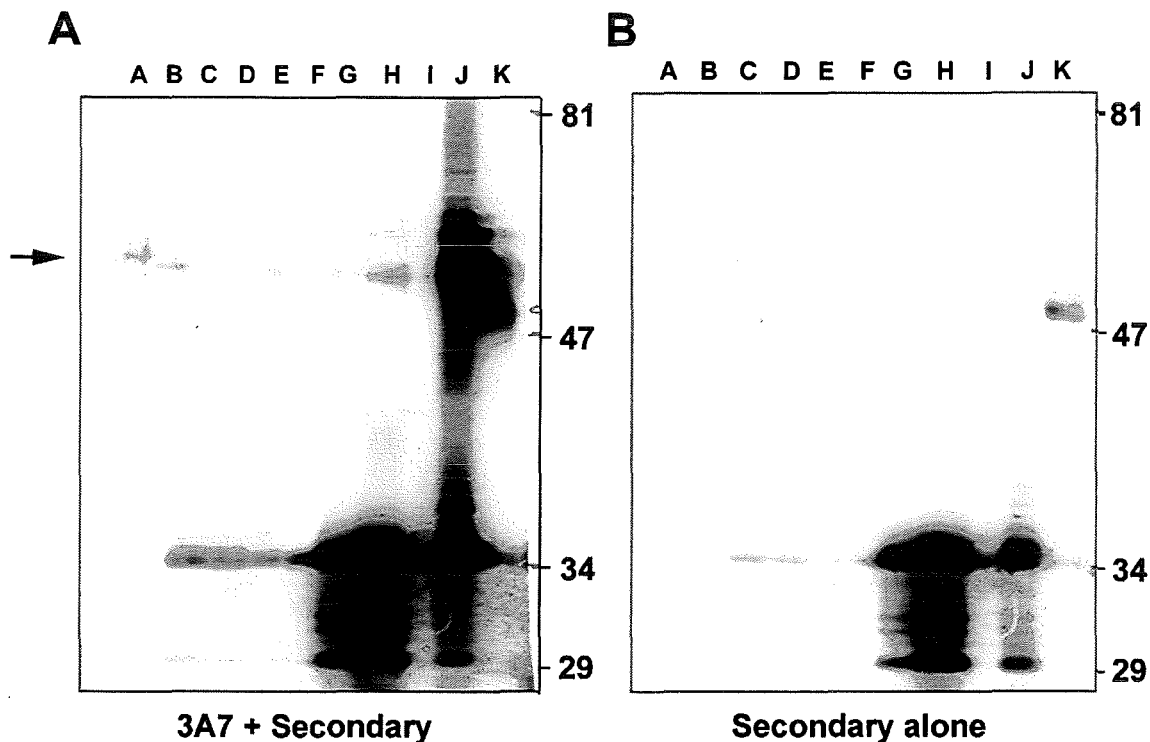 A
A B C D E F G H I J K
81
47
34
29
3A7 + Secondary
B
A B C D E F G H I J K
81
47
34
29
Secondary alone